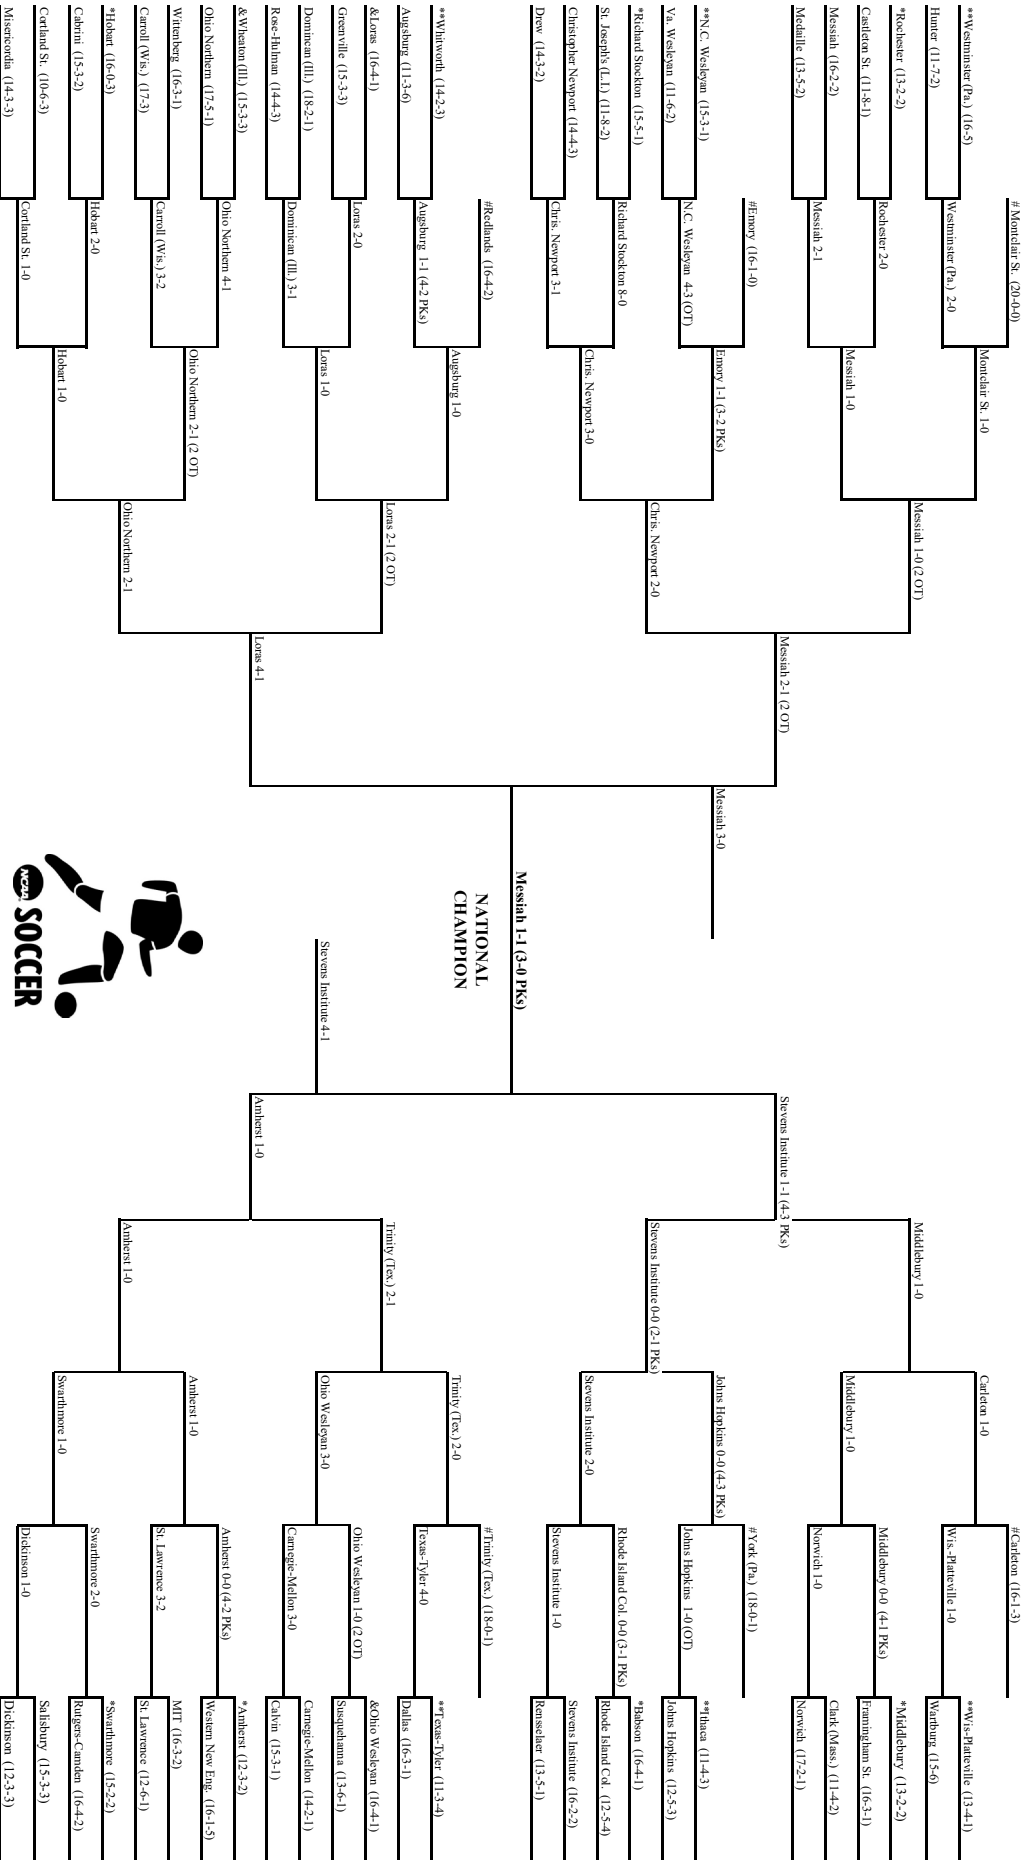 # Montclair St. (20-0-0)
**Westminster (Pa.) (16-5)
Hunter (11-7-2)
*Rochester (13-2-2)
Castleton St. (11-8-1)
Messiah (16-2-2)
Medaille (13-5-2)
#Emory (16-1-0)
**N.C. Wesleyan (15-3-1)
Va. Wesleyan (11-6-2)
*Richard Stockton (15-5-1)
St. Joseph's (L.I.) (11-8-2)
Christopher Newport (14-4-3)
Drew (14-3-2)
#Redlands (16-4-2)
**Whitworth (14-2-3)
Augsburg (11-3-6)
&Loras (16-4-1)
Greenville (15-3-3)
Domincan (Ill.) (18-2-1)
Rose-Hulman (14-4-3)
&Wheaton (Ill.) (15-3-3)
Ohio Northern (17-5-1)
Wittenberg (16-3-1)
Carroll (Wis.) (17-3)
*Hobart (16-0-3)
Cabrini (15-3-2)
Cortland St. (10-6-3)
Misericordia (14-3-3)
Westminster (Pa.) 2-0
Rochester 2-0
Messiah 2-1
N.C. Wesleyan 4-3 (OT)
Richard Stockton 8-0
Chris. Newport 3-1
Augsburg 1-1 (4-2 PKs)
Loras 2-0
Dominican (Ill.) 3-1
Ohio Northern 4-1
Carroll (Wis.) 3-2
Hobart 2-0
Cortland St. 1-0
Montclair St. 1-0
Messiah 1-0
Emory 1-1 (3-2 PKs)
Chris. Newport 3-0
Augsburg 1-0
Loras 1-0
Ohio Northern 2-1 (2 OT)
Hobart 1-0
Messiah 1-0 (2 OT)
Chris. Newport 2-0
Loras 2-1 (2 OT)
Ohio Northern 2-1
Messiah 2-1 (2 OT)
Loras 4-1
Messiah 3-0
Messiah 1-1 (3-0 PKs)
NATIONAL
CHAMPION
NCAA SOCCER
Stevens Institute 4-1
Stevens Institute 1-1 (4-3 PKs)
Amherst 1-0
Middlebury 1-0
Stevens Institute 0-0 (2-1 PKs)
Trinity (Tex.) 2-1
Amherst 1-0
Carleton 1-0
Middlebury 1-0
Johns Hopkins 0-0 (4-3 PKs)
Stevens Institute 2-0
Trinity (Tex.) 2-0
Ohio Wesleyan 3-0
Amherst 1-0
Swarthmore 1-0
#Carleton (16-1-3)
Wis.-Platteville 1-0
Middlebury 0-0 (4-1 PKs)
Norwich 1-0
#York (Pa.) (18-0-1)
Johns Hopkins 1-0 (OT)
Rhode Island Col. 0-0 (3-1 PKs)
Stevens Institute 1-0
#Trinity (Tex.) (18-0-1)
Texas-Tyler 4-0
Ohio Wesleyan 1-0 (2 OT)
Carnegie-Mellon 3-0
Amherst 0-0 (4-2 PKs)
St. Lawrence 3-2
Swarthmore 2-0
Dickinson 1-0
**Wis-Platteville (13-4-1)
Wartburg (15-6)
*Middlebury (13-2-2)
Framingham St. (16-3-1)
Clark (Mass.) (11-4-2)
Norwich (17-2-1)
**Ithaca (11-4-3)
Johns Hopkins (12-5-3)
*Babson (16-4-1)
Rhode Island Col. (12-5-4)
Stevens Institute (16-2-2)
Rensselaer (13-5-1)
**Texas-Tyler (11-3-4)
Dallas (16-3-1)
&Ohio Wesleyan (16-4-1)
Susquehanna (13-6-1)
Carnegie-Mellon (14-2-1)
Calvin (15-3-1)
*Amherst (12-3-2)
Western New Eng. (16-1-5)
MIT (16-3-2)
St. Lawrence (12-6-1)
*Swarthmore (15-2-2)
Rutgers-Camden (16-4-2)
Salisbury (15-3-3)
Dickinson (12-3-3)